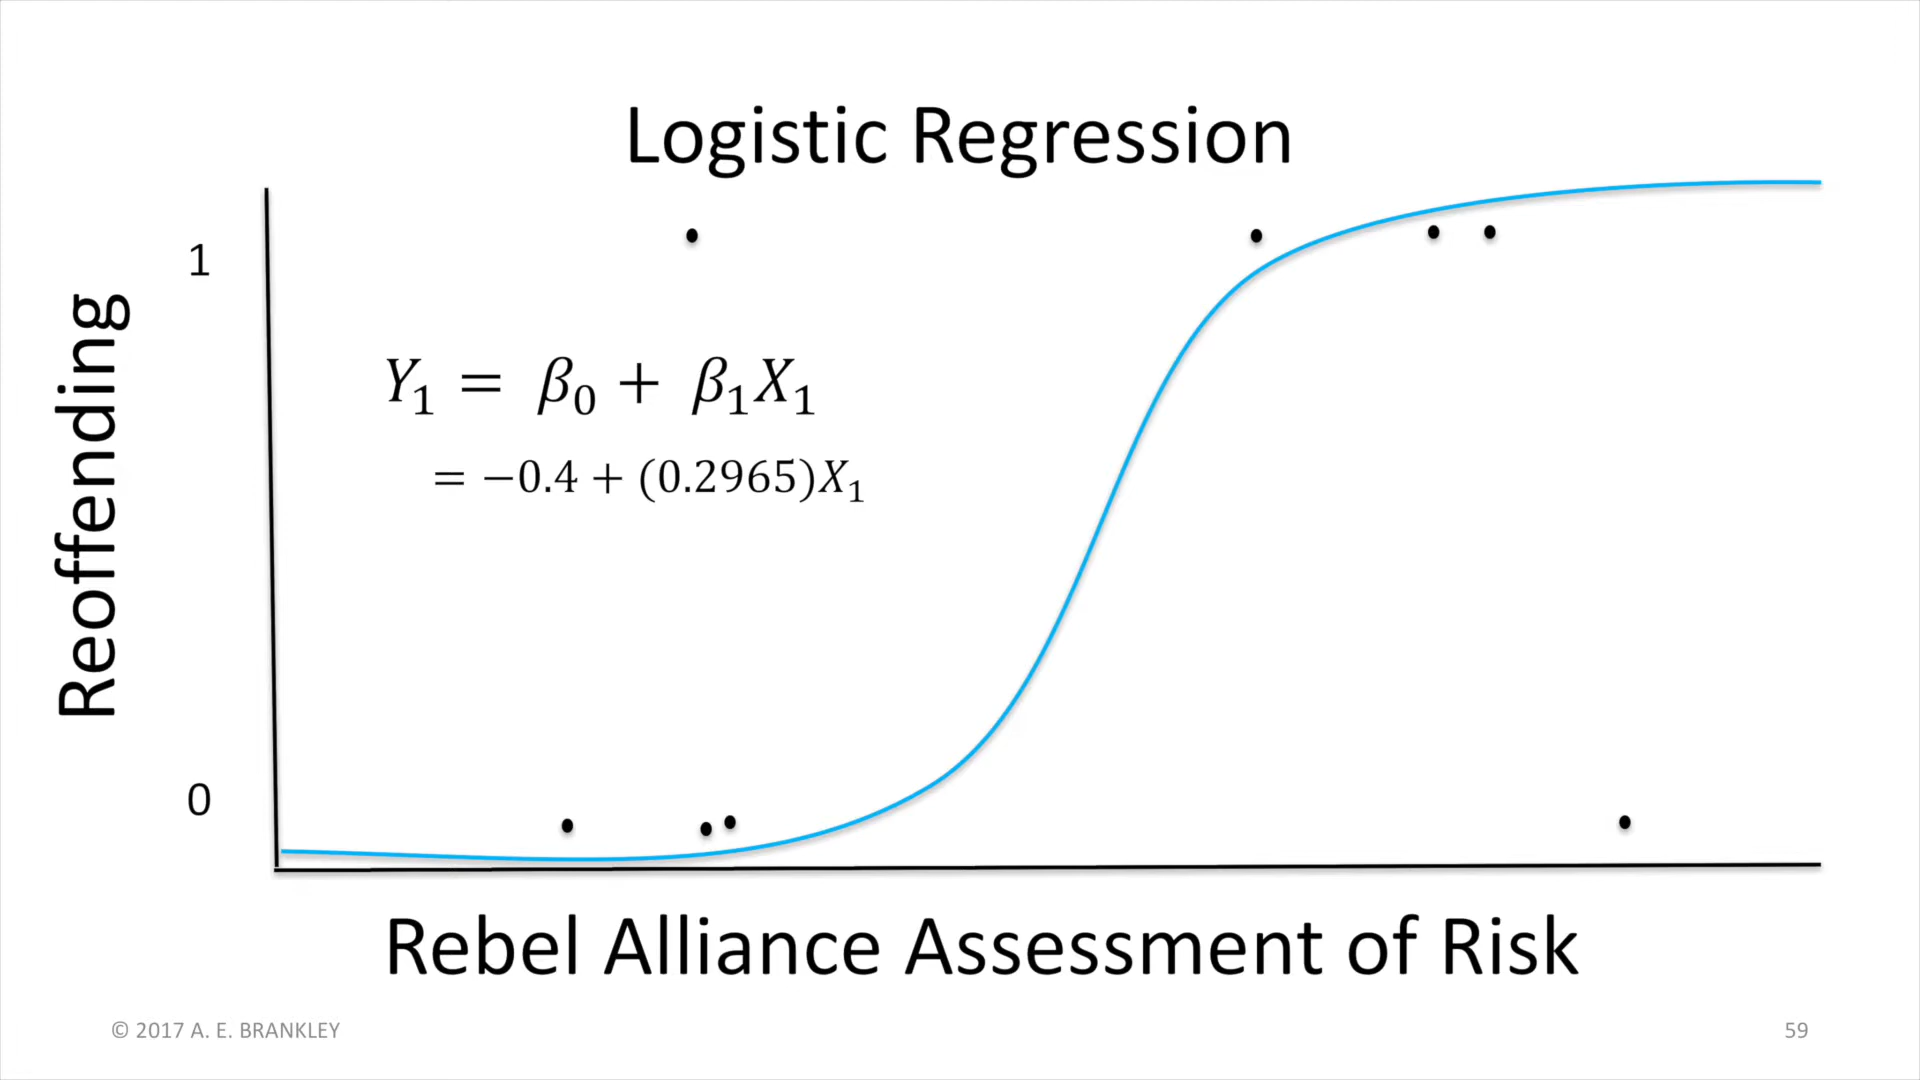 Logistic Regression
1
Reoffending
Y₁ = β₀ + β₁X₁
= −0.4 + (0.2965)X₁
0
Rebel Alliance Assessment of Risk
© 2017 A. E. BRANKLEY
59